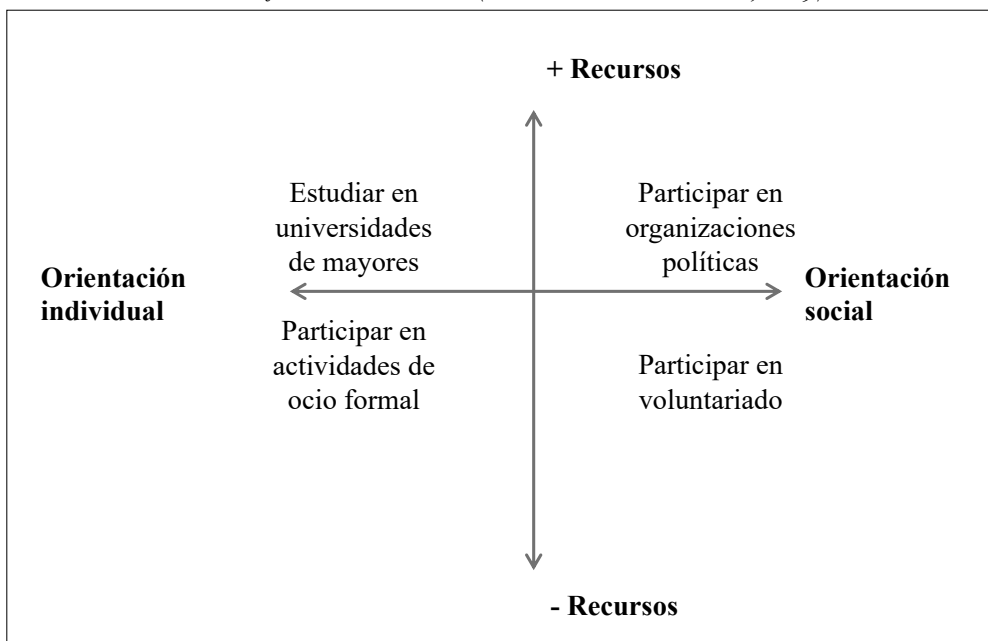 + Recursos
Estudiar en
universidades
de mayores
Participar en
organizaciones
políticas
Orientación
individual
Orientación
social
Participar en
actividades de
ocio formal
Participar en
voluntariado
- Recursos